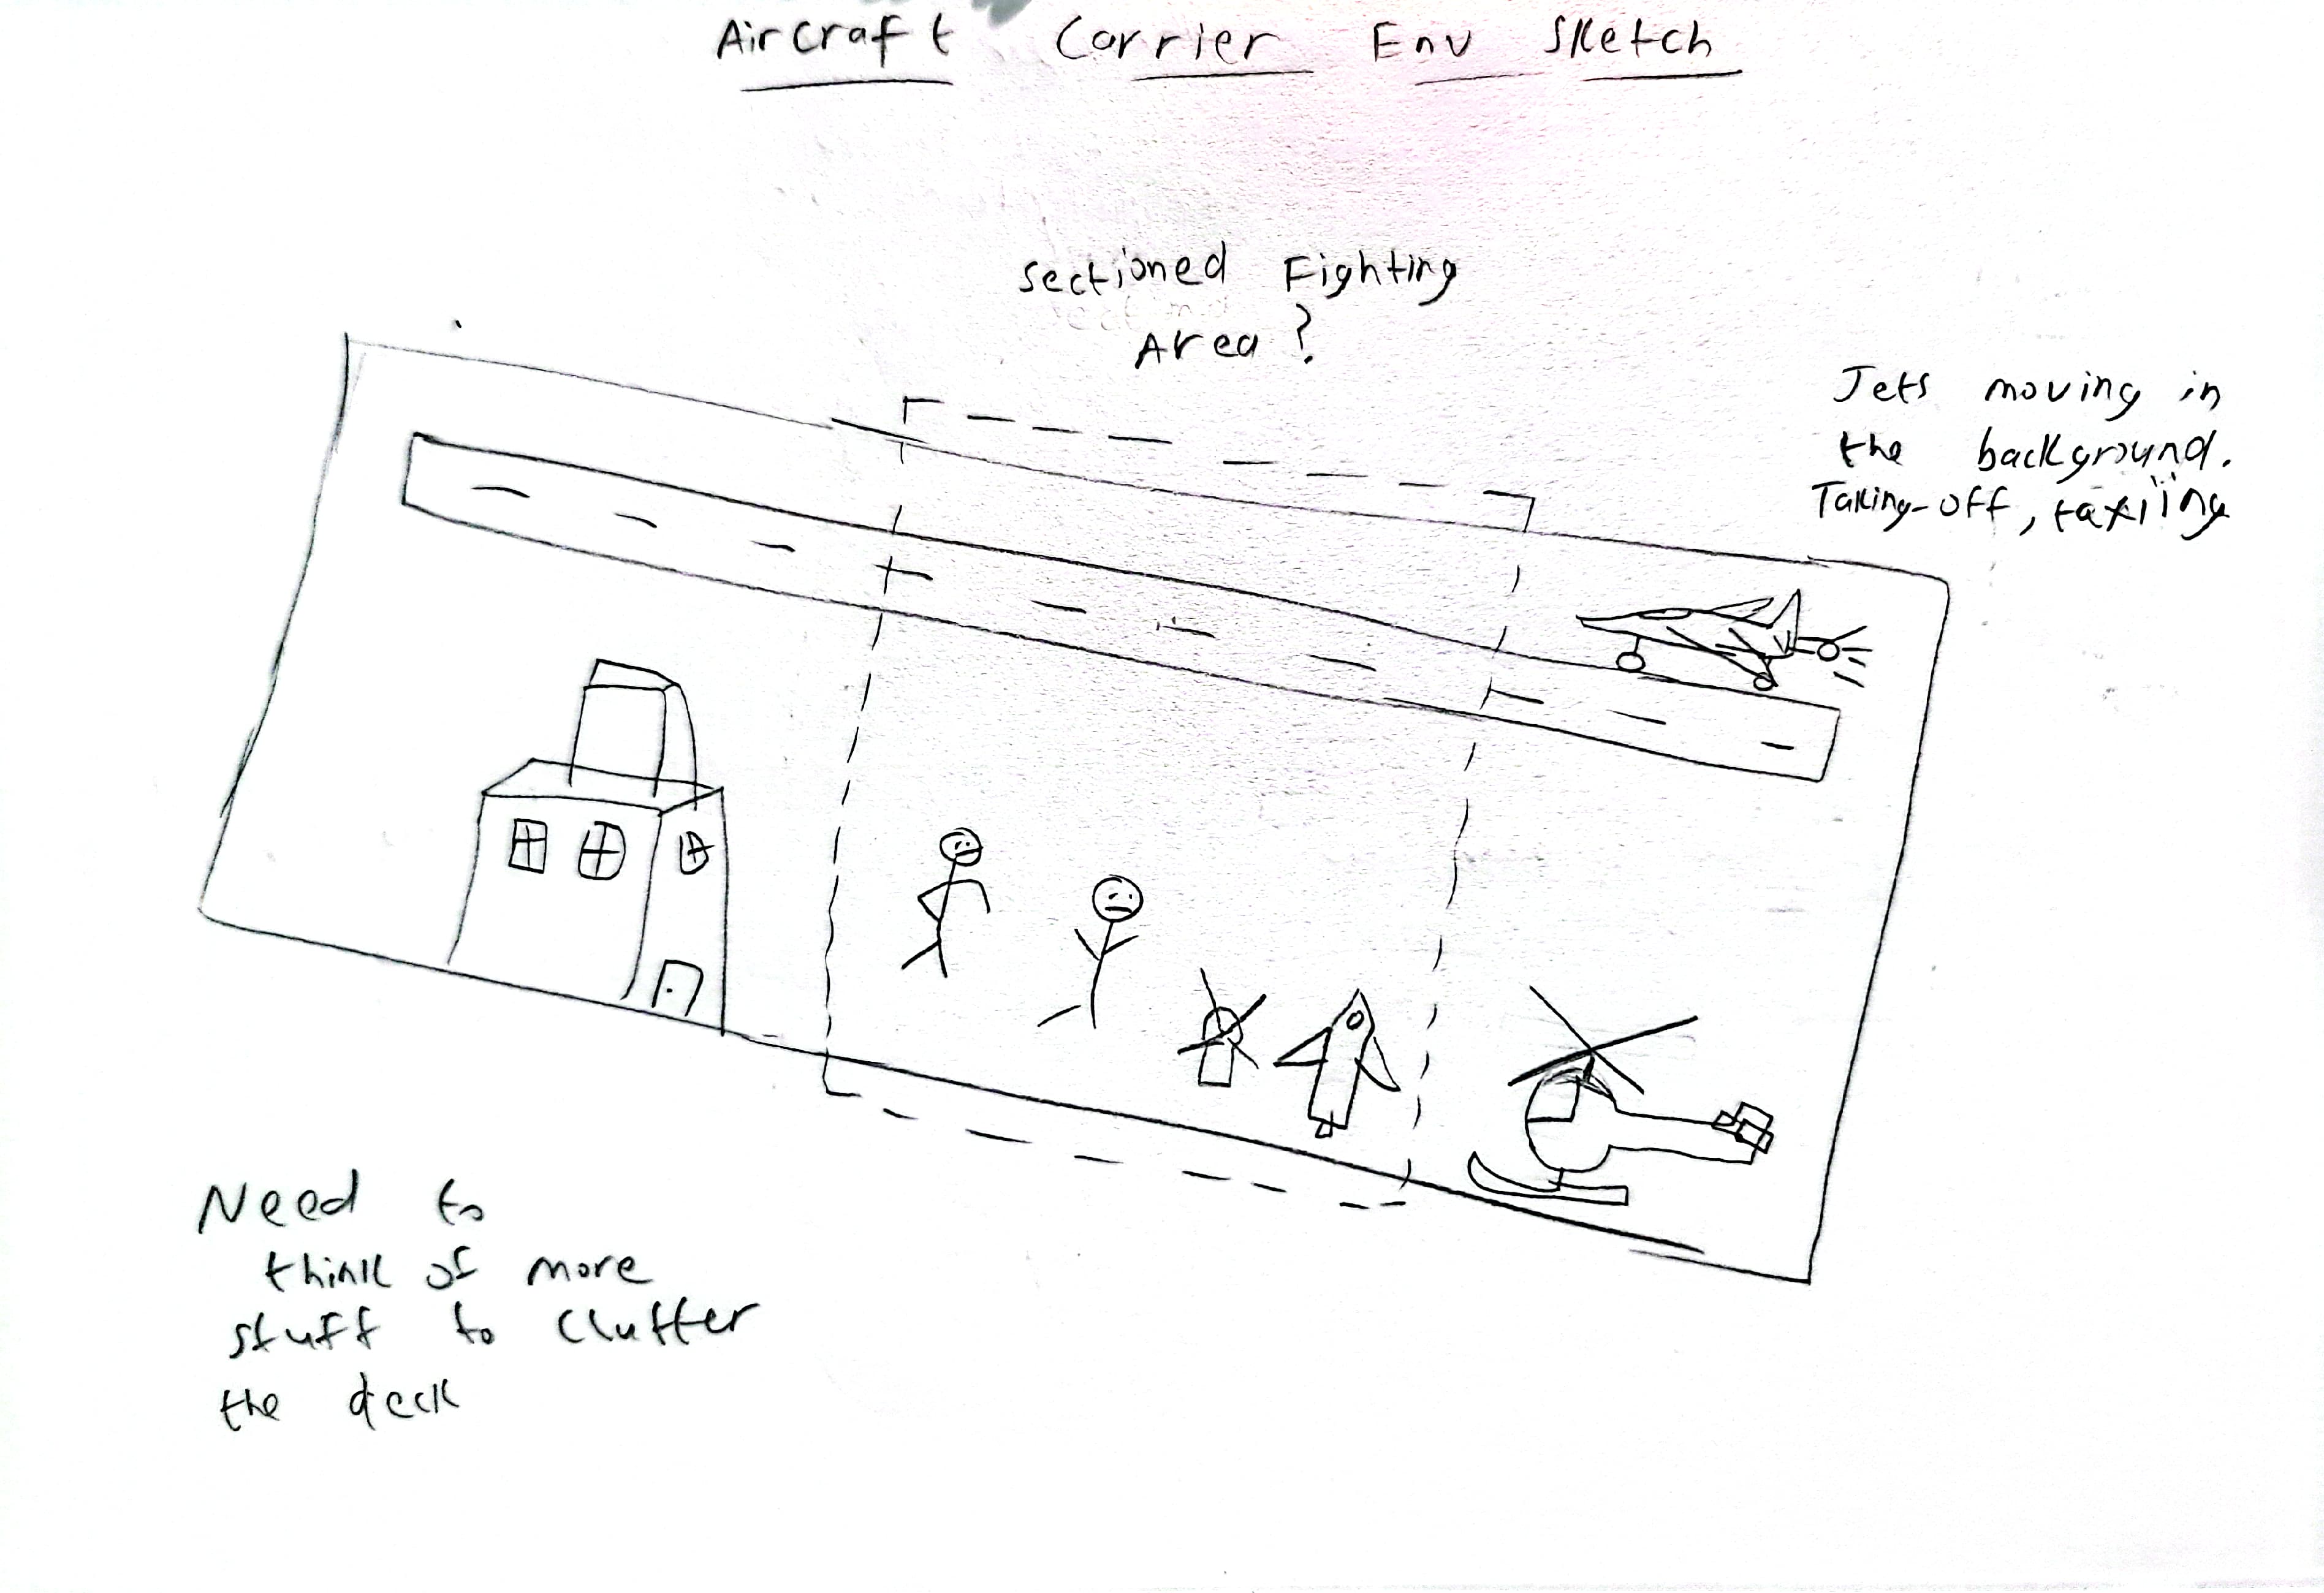 Aircraft Carrier Env Sketch
Sectioned Fighting
Area?
Jets moving in
the background.
Taking-off, taxiing
Need to
think of more
stuff to clutter
the deck